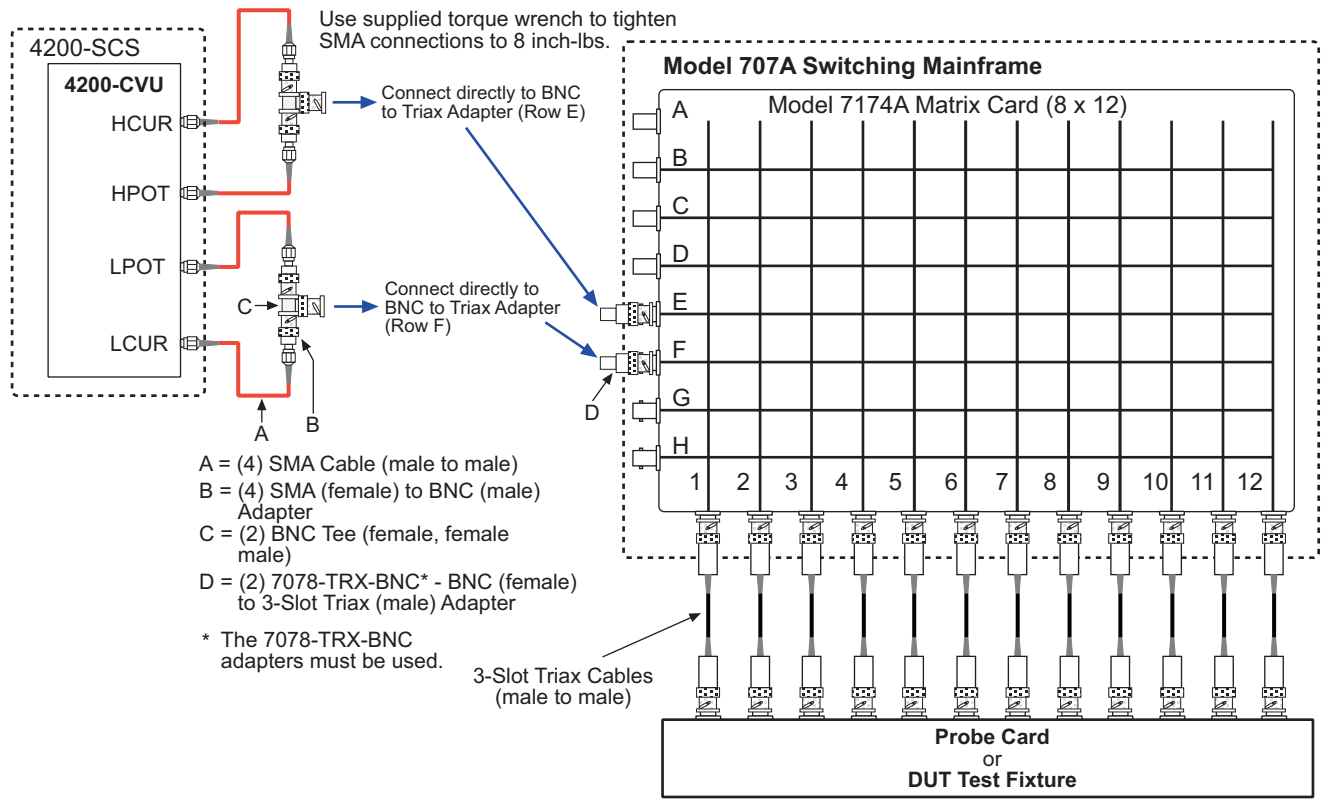 Use supplied torque wrench to tighten
SMA connections to 8 inch-lbs.
4200-SCS
4200-CVU
HCUR
HPOT
LPOT
LCUR
Connect directly to BNC
to Triax Adapter (Row E)
C
Connect directly to
BNC to Triax Adapter
(Row F)
A
B
D
Model 707A Switching Mainframe
Model 7174A Matrix Card (8 x 12)
A
B
C
D
E
F
G
H
1 2 3 4 5 6 7 8 9 10 11 12
A = (4) SMA Cable (male to male)
B = (4) SMA (female) to BNC (male)
Adapter
C = (2) BNC Tee (female, female
male)
D = (2) 7078-TRX-BNC* - BNC (female)
to 3-Slot Triax (male) Adapter
* The 7078-TRX-BNC
adapters must be used.
3-Slot Triax Cables
(male to male)
Probe Card
or
DUT Test Fixture